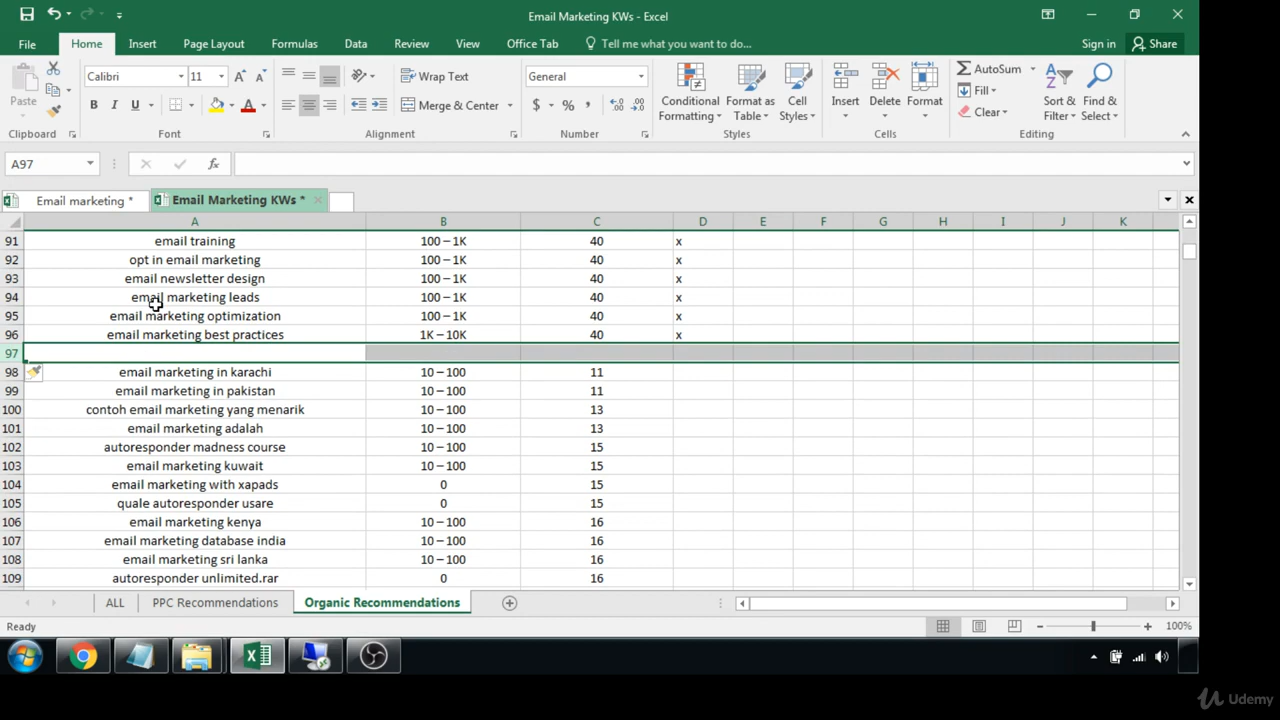 Email Marketing KWs - Excel
File Home Insert Page Layout Formulas Data Review View Office Tab Tell me what you want to do... Sign in Share
Paste Calibri 11 Wrap Text General Conditional Formatting Format as Table Cell Styles Insert Delete Format AutoSum Sort & Filter Find & Select
B I U A Merge & Center $ % , Fill
Clear
Clipboard Font Alignment Number Styles Cells Editing
A97 fx
Email marketing * Email Marketing KWs *
A B C D E F G H I J K
91 email training 100 – 1K 40 x
92 opt in email marketing 100 – 1K 40 x
93 email newsletter design 100 – 1K 40 x
94 email marketing leads 100 – 1K 40 x
95 email marketing optimization 100 – 1K 40 x
96 email marketing best practices 1K – 10K 40 x
97
98 email marketing in karachi 10 – 100 11
99 email marketing in pakistan 10 – 100 11
100 contoh email marketing yang menarik 10 – 100 13
101 email marketing adalah 10 – 100 13
102 autoresponder madness course 10 – 100 15
103 email marketing kuwait 10 – 100 15
104 email marketing with xapads 0 15
105 quale autoresponder usare 0 15
106 email marketing kenya 10 – 100 16
107 email marketing database india 10 – 100 16
108 email marketing sri lanka 10 – 100 16
109 autoresponder unlimited.rar 0 16
ALL PPC Recommendations Organic Recommendations
Ready 100%
Udemy